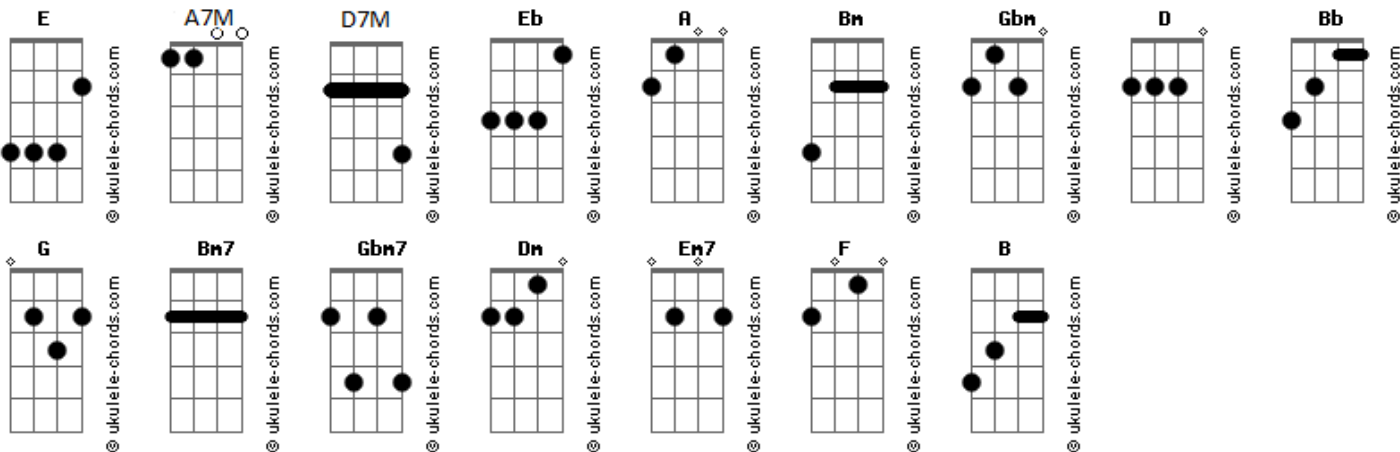 E A7M D7M Eb A Bm Gbm D Bb
© ukulele-chords.com © ukulele-chords.com © ukulele-chords.com © ukulele-chords.com © ukulele-chords.com © ukulele-chords.com © ukulele-chords.com © ukulele-chords.com © ukulele-chords.com
G Bm7 Gbm7 Dm Em7 F B
© ukulele-chords.com © ukulele-chords.com © ukulele-chords.com © ukulele-chords.com © ukulele-chords.com © ukulele-chords.com © ukulele-chords.com